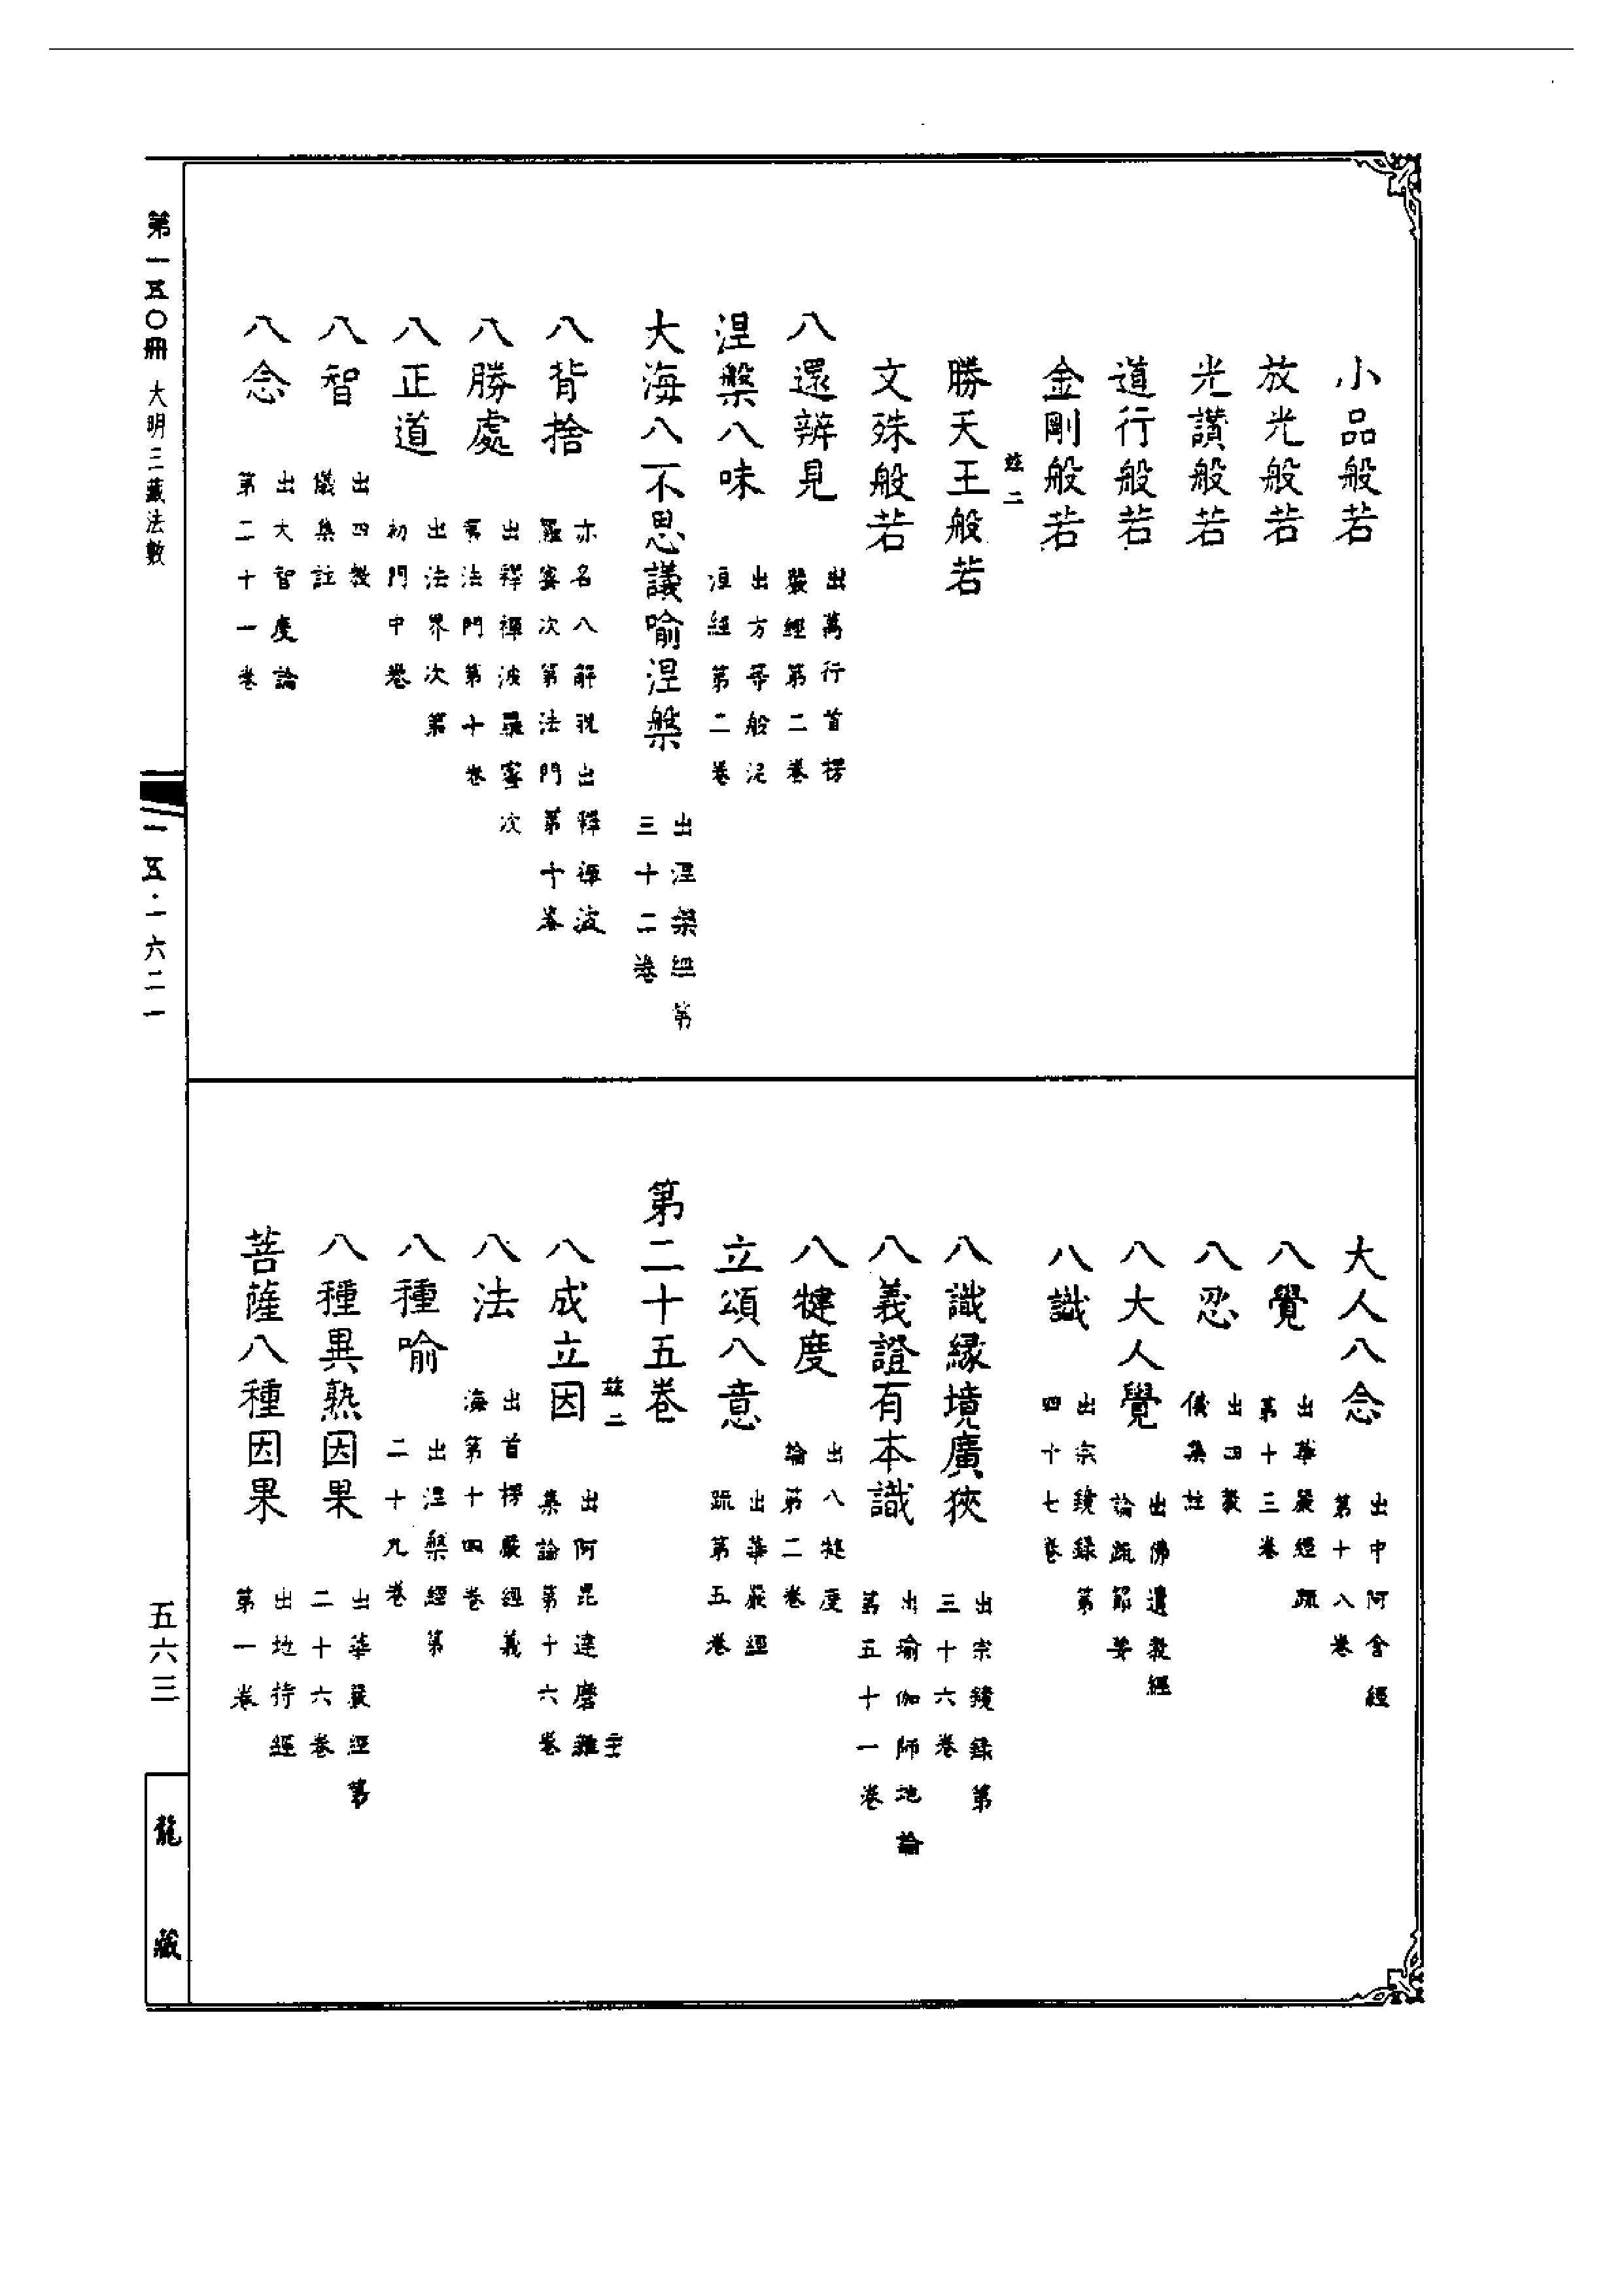 小品般若
放光般若
光讚般若
道行般若
金剛般若
茲二
勝天王般若
文殊般若
八還辨見 出萬行首楞嚴經第二卷
涅槃八味 出方等般泥洹經第二卷
大海八不思議喻涅槃 出涅槃經第三十二卷
八背捨 亦名八解脫出釋禪波羅蜜次第法門第十卷
八勝處 出釋禪波羅蜜次第法門第十卷
八正道 出法界次第初門中卷
八智 出四教儀集註
八念 出大智度論第二十一卷
大人八念 出中阿含經第十八卷
八覺 出華嚴經疏第十三卷
八忍 出四教儀集註
八大人覺 出佛遺教經論疏節要
八識 出宗鏡錄第四十七卷
八識緣境廣狹 出宗鏡錄第三十六卷
八義證有本識 出瑜伽師地論第五十一卷
八犍度 出八犍度論第二卷
立頌八意 出華嚴經疏第五卷
第二十五卷
茲二
八成立因 出阿毘達磨雜集論第十六卷
八法 出首楞嚴經義海第十四卷
八種喻 出涅槃經第二十九卷
八種異熟因果 出華嚴經第二十六卷
菩薩八種因果 出地持經第一卷
第一五〇冊 大明三藏法數
一五·一六二一
五六三
龍藏